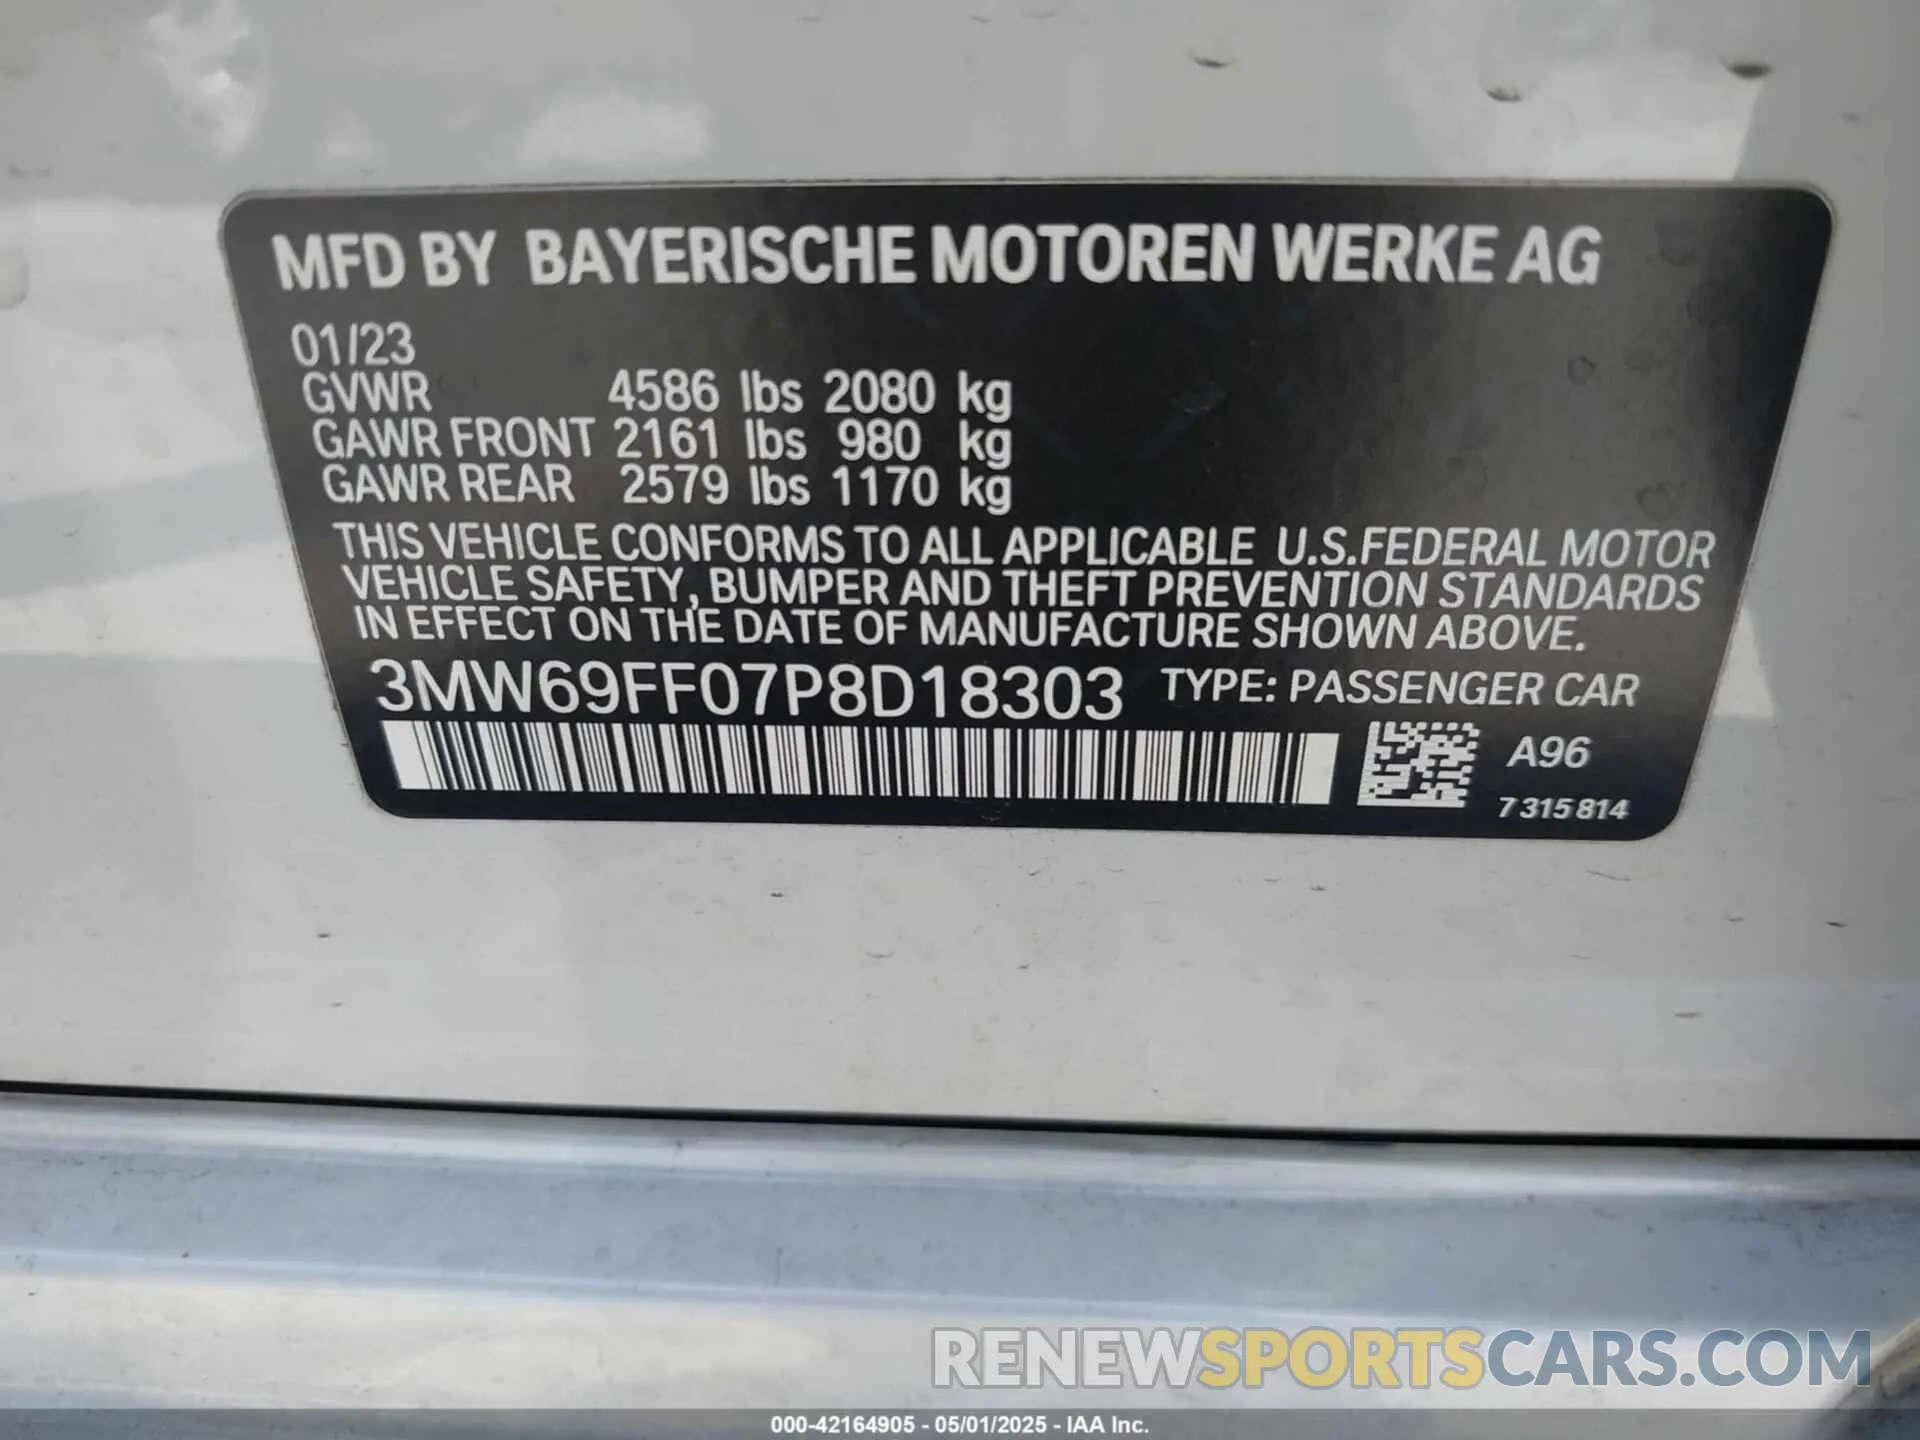 MFD BY BAYERISCHE MOTOREN WERKE AG
01/23
GVWR 4586 lbs 2080 kg
GAWR FRONT 2161 lbs 980 kg
GAWR REAR 2579 lbs 1170 kg
THIS VEHICLE CONFORMS TO ALL APPLICABLE U.S.FEDERAL MOTOR
VEHICLE SAFETY, BUMPER AND THEFT PREVENTION STANDARDS
IN EFFECT ON THE DATE OF MANUFACTURE SHOWN ABOVE.
3MW69FF07P8D18303 TYPE: PASSENGER CAR
A96
7 315 814
RENEWSPORTSCARS.COM
000-42164905 - 05/01/2025 - IAA Inc.